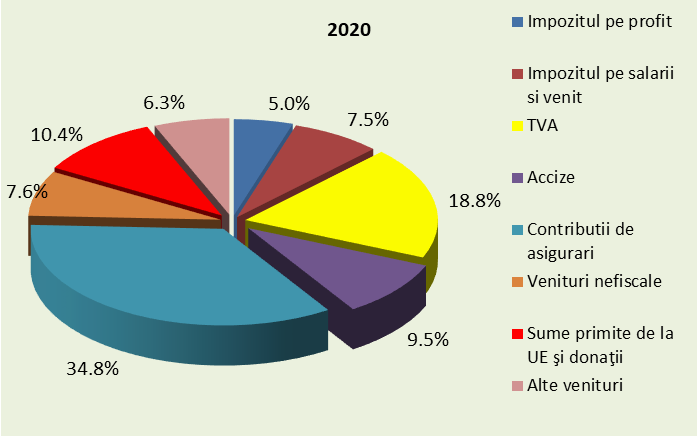 2020
5.0%
7.5%
18.8%
9.5%
34.8%
7.6%
10.4%
6.3%
Impozitul pe profit
Impozitul pe salarii
si venit
TVA
Accize
Contributii de
asigurari
Venituri nefiscale
Sume primite de la
UE şi donaţii
Alte venituri